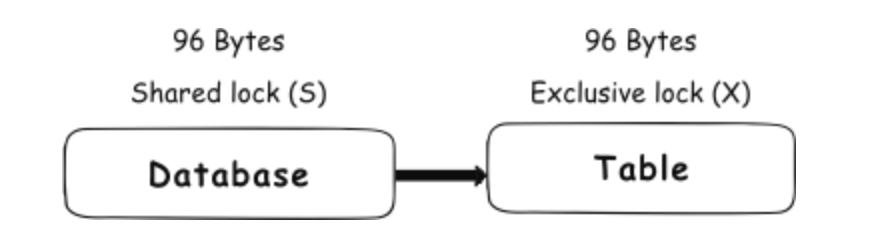 96 Bytes
Shared lock (S)
Database
96 Bytes
Exclusive lock (X)
Table